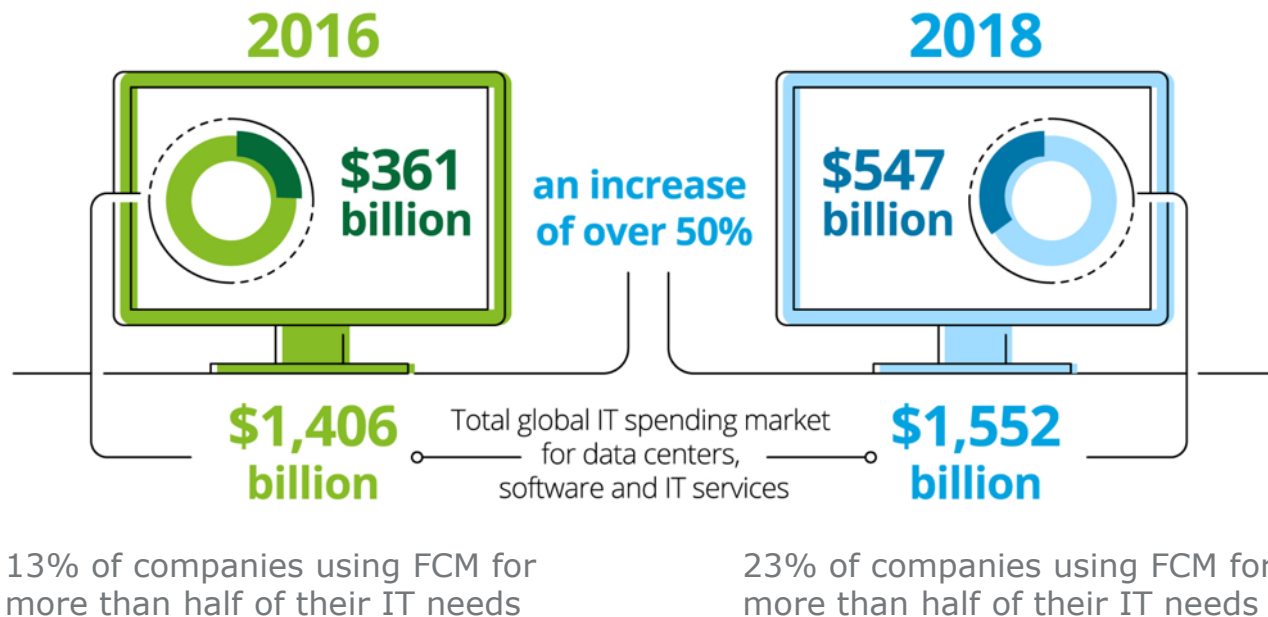 2016
2018
$361
billion
an increase
of over 50%
$547
billion
$1,406
billion
Total global IT spending market
for data centers,
software and IT services
$1,552
billion
13% of companies using FCM for
more than half of their IT needs
23% of companies using FCM for
more than half of their IT needs